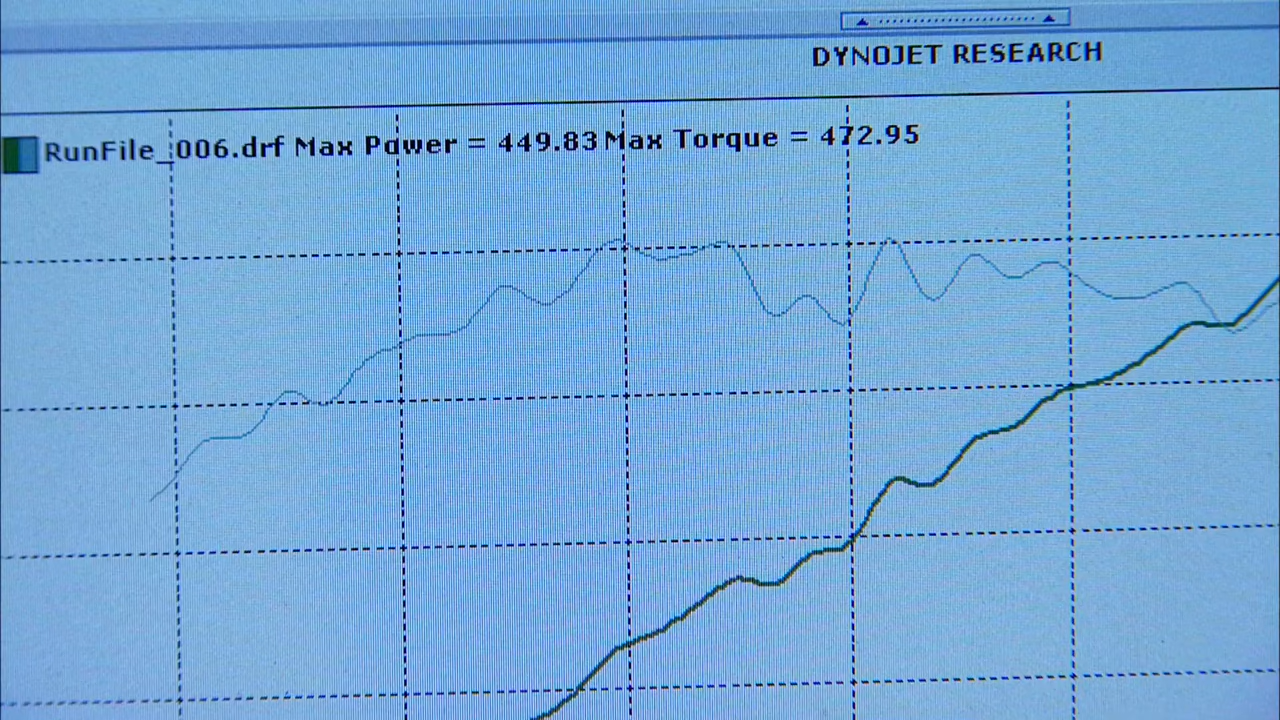 DYNOJET RESEARCH
RunFile_006.drf Max Power = 449.83 Max Torque = 472.95